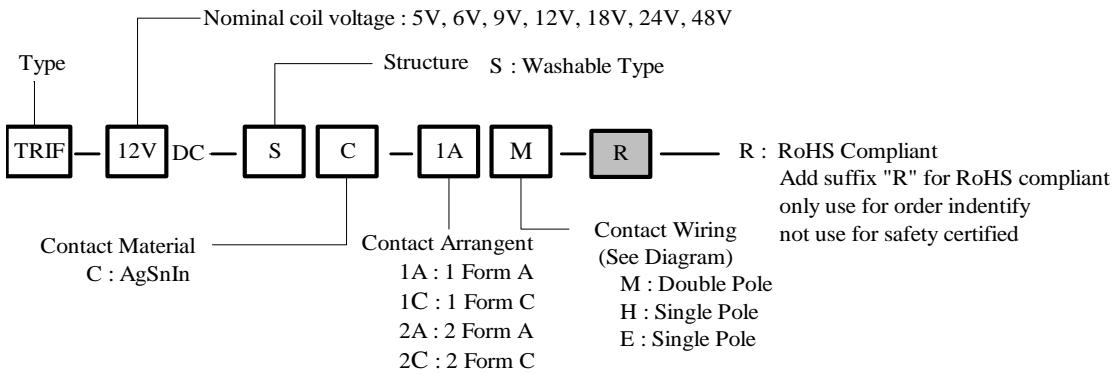 Nominal coil voltage : 5V, 6V, 9V, 12V, 18V, 24V, 48V
Type
Structure S : Washable Type
TRIF 12V DC S C 1A M R
R : RoHS Compliant
Add suffix "R" for RoHS compliant
only use for order indentify
not use for safety certified
Contact Material
C : AgSnIn
Contact Arrangent
1A : 1 Form A
1C : 1 Form C
2A : 2 Form A
2C : 2 Form C
Contact Wiring
(See Diagram)
M : Double Pole
H : Single Pole
E : Single Pole